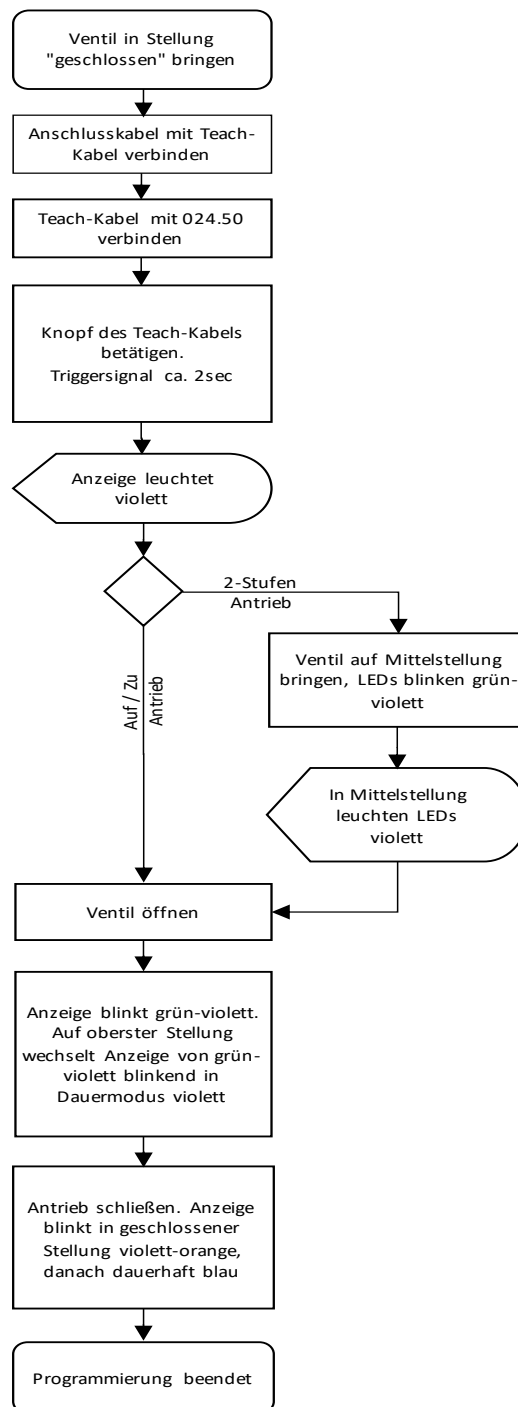 Ventil in Stellung
"geschlossen" bringen
Anschlusskabel mit Teach-
Kabel verbinden
Teach-Kabel mit 024.50
verbinden
Knopf des Teach-Kabels
betätigen.
Triggersignal ca. 2sec
Anzeige leuchtet
violett
2-Stufen
Antrieb
Auf / Zu
Antrieb
Ventil auf Mittelstellung
bringen, LEDs blinken grün-
violett
In Mittelstellung
leuchten LEDs
violett
Ventil öffnen
Anzeige blinkt grün-violett.
Auf oberster Stellung
wechselt Anzeige von grün-
violett blinkend in
Dauermodus violett
Antrieb schließen. Anzeige
blinkt in geschlossener
Stellung violett-orange,
danach dauerhaft blau
Programmierung beendet